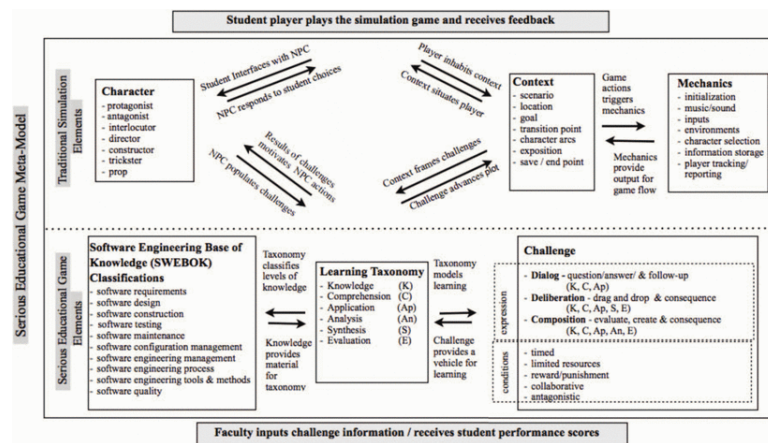 Student player plays the simulation game and receives feedback
Serious Educational Game Meta-Model
Traditional Simulation
Elements
Character
- protagonist
- antagonist
- interlocutor
- director
- constructor
- trickster
- prop
Student Interfaces with NPC
NPC responds to student choices
Player inhabits context
Context situates player
Results of challenges
motivates NPC actions
NPC populates challenges
Context frames challenges
Challenge advances plot
Context
- scenario
- location
- goal
- transition point
- character arcs
- exposition
- save / end point
Game
actions
triggers
mechanics
Mechanics
provide
output for
game flow
Mechanics
- initialization
- music/sound
- inputs
- environments
- character selection
- information storage
- player tracking/
reporting
Serious Educational Game
Elements
Software Engineering Base of
Knowledge (SWEBOK)
Classifications
- software requirements
- software design
- software construction
- software testing
- software maintenance
- software configuration management
- software engineering management
- software engineering process
- software engineering tools & methods
- software quality
Taxonomy
classifies
levels of
knowledge
Knowledge
provides
material for
taxonomy
Learning Taxonomy
- Knowledge (K)
- Comprehension (C)
- Application (Ap)
- Analysis (An)
- Synthesis (S)
- Evaluation (E)
Taxonomy
models
learning
Challenge
provides a
vehicle for
learning
Challenge
expression
- Dialog - question/answer/ & follow-up
(K, C, Ap)
- Deliberation - drag and drop & consequence
(K, C, Ap, S, E)
- Composition - evaluate, create & consequence
(K, C, Ap, An, E)
conditions
- timed
- limited resources
- reward/punishment
- collaborative
- antagonistic
Faculty inputs challenge information / receives student performance scores